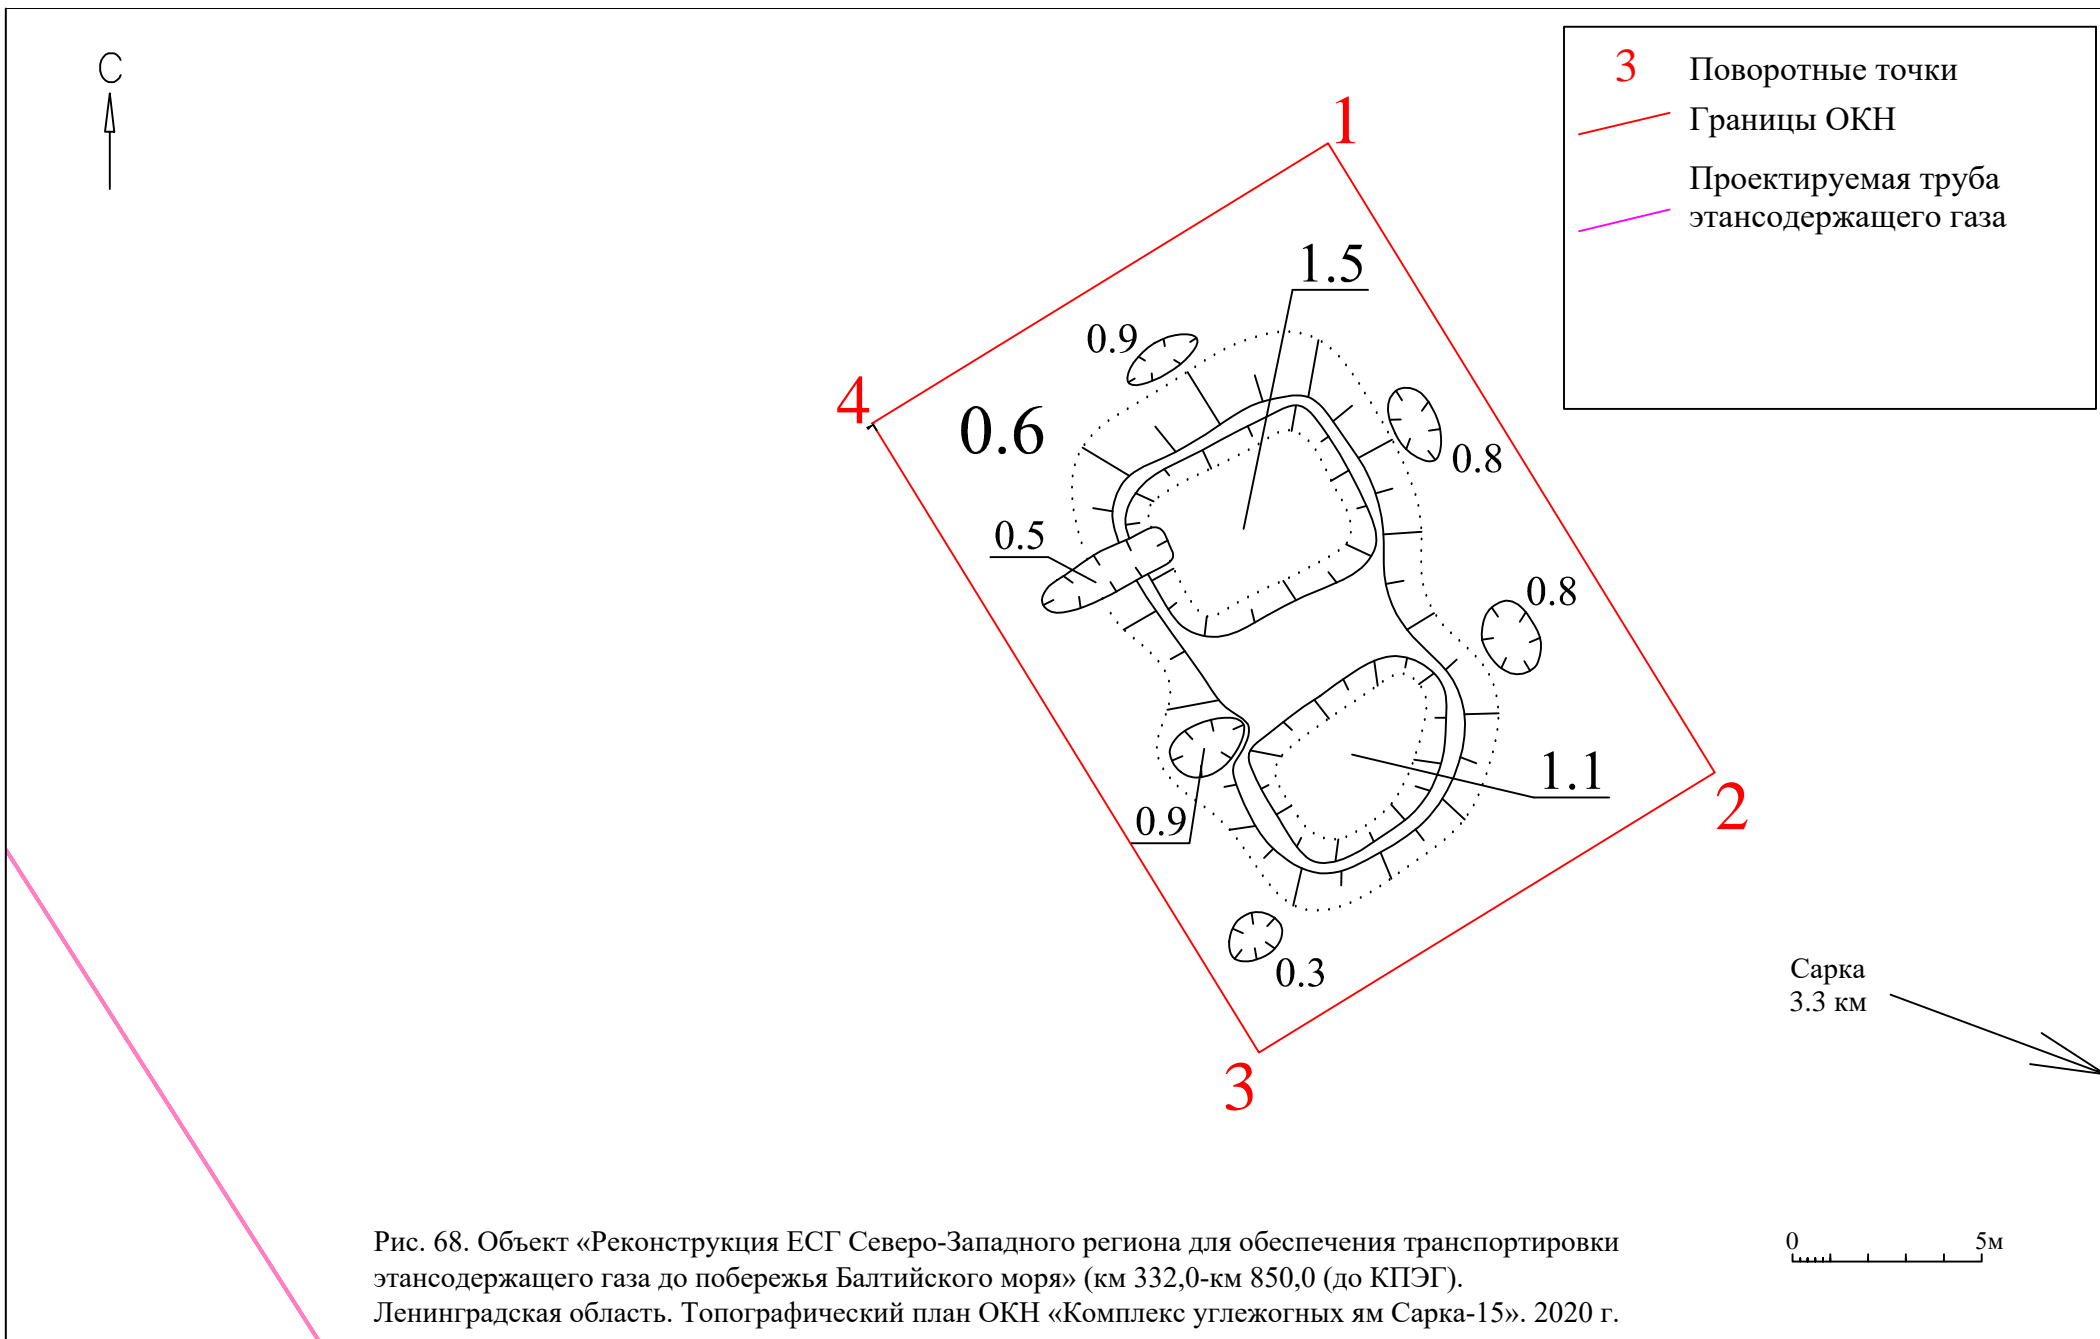 С
3 Поворотные точки
Границы ОКН
Проектируемая труба
этансодержащего газа
1
1.5
0.9
4
0.6
0.8
0.5
0.8
1.1
2
0.9
0.3
3
Сарка
3.3 км
Рис. 68. Объект «Реконструкция ЕСГ Северо-Западного региона для обеспечения транспортировки
этансодержащего газа до побережья Балтийского моря» (км 332,0-км 850,0 (до КПЭГ).
Ленинградская область. Топографический план ОКН «Комплекс углежогных ям Сарка-15». 2020 г.
0 5м